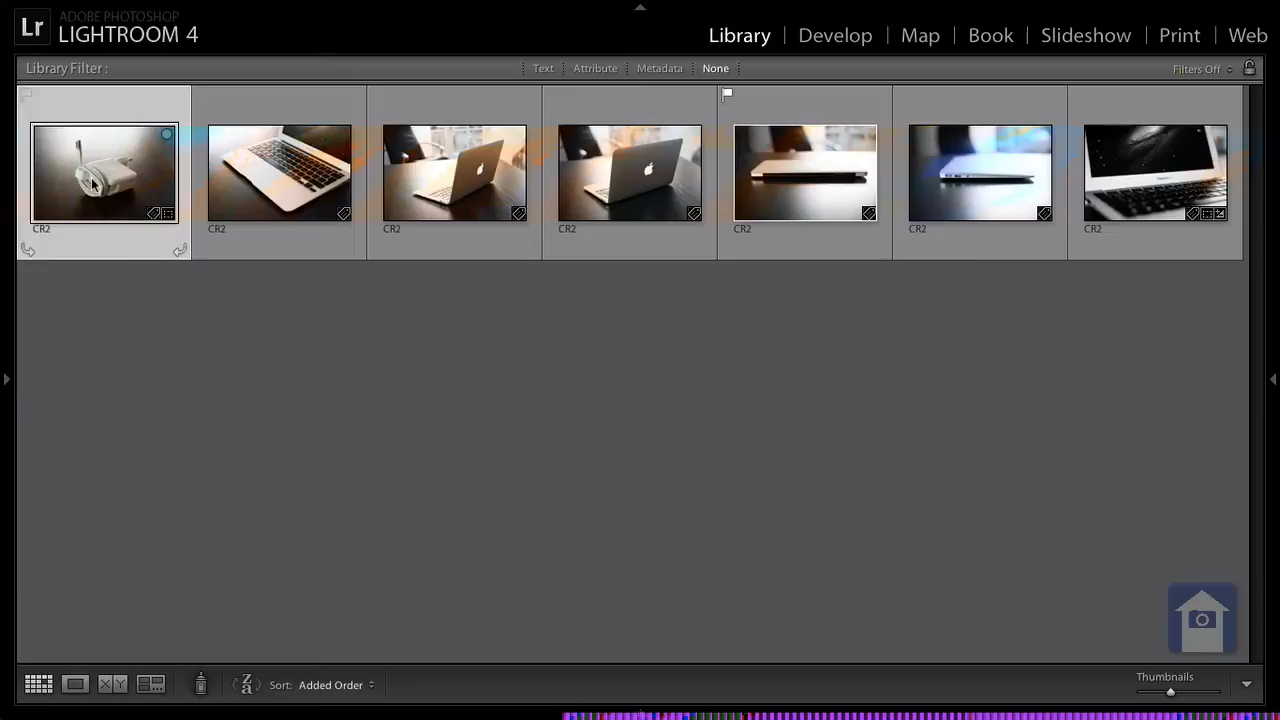 Lr
ADOBE PHOTOSHOP
LIGHTROOM 4
Library | Develop | Map | Book | Slideshow | Print | Web
Library Filter :
Text Attribute Metadata None
Filters Off
CR2
CR2
CR2
CR2
CR2
CR2
CR2
X Y
Sort: Added Order
Thumbnails